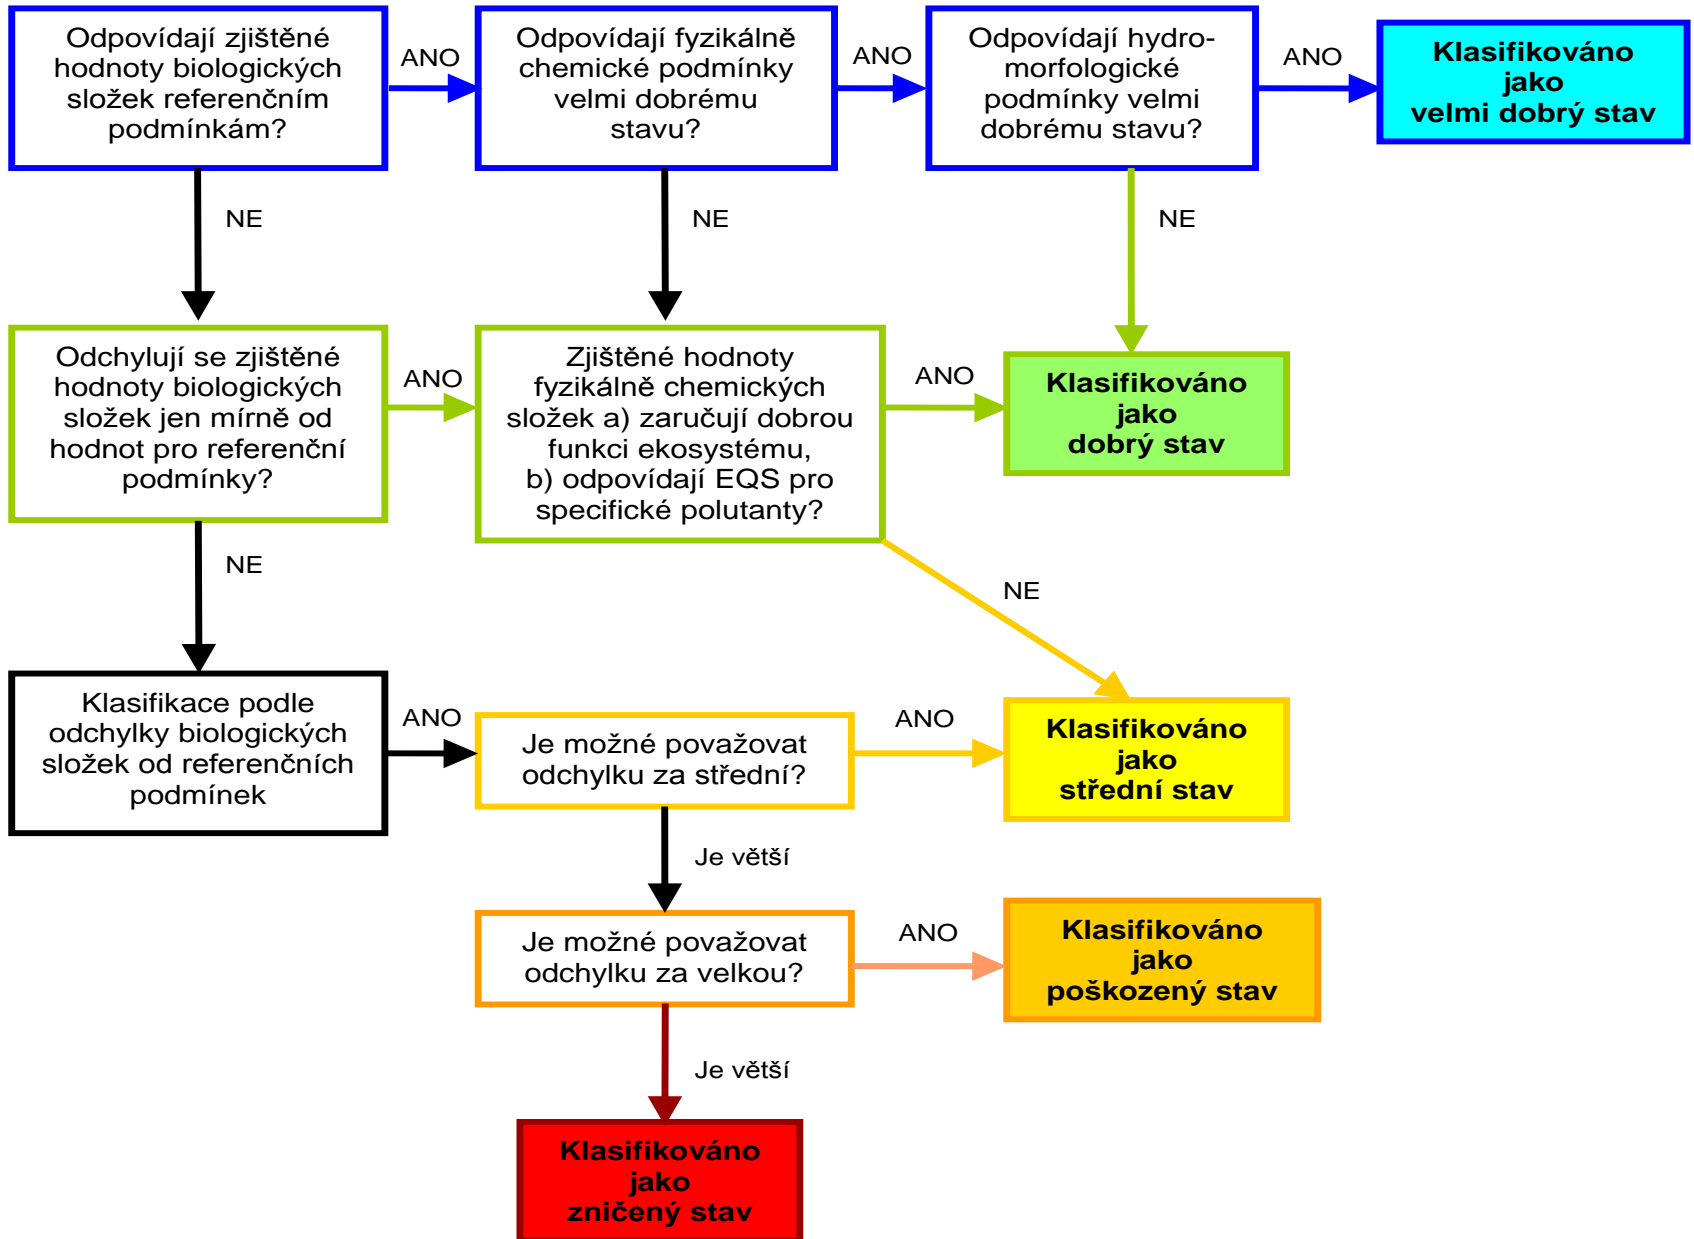 Odpovídají zjištěné
hodnoty biologických
složek referenčním
podmínkám?
ANO
Odpovídají fyzikálně
chemické podmínky
velmi dobrému
stavu?
ANO
Odpovídají hydro-
morfologické
podmínky velmi
dobrému stavu?
ANO
Klasifikováno
jako
velmi dobrý stav
NE
NE
NE
Odchylují se zjištěné
hodnoty biologických
složek jen mírně od
hodnot pro referenční
podmínky?
ANO
Zjištěné hodnoty
fyzikálně chemických
složek a) zaručují dobrou
funkci ekosystému,
b) odpovídají EQS pro
specifické polutanty?
ANO
Klasifikováno
jako
dobrý stav
NE
NE
Klasifikace podle
odchylky biologických
složek od referenčních
podmínek
ANO
Je možné považovat
odchylku za střední?
ANO
Klasifikováno
jako
střední stav
Je větší
Je možné považovat
odchylku za velkou?
ANO
Klasifikováno
jako
poškozený stav
Je větší
Klasifikováno
jako
zničený stav